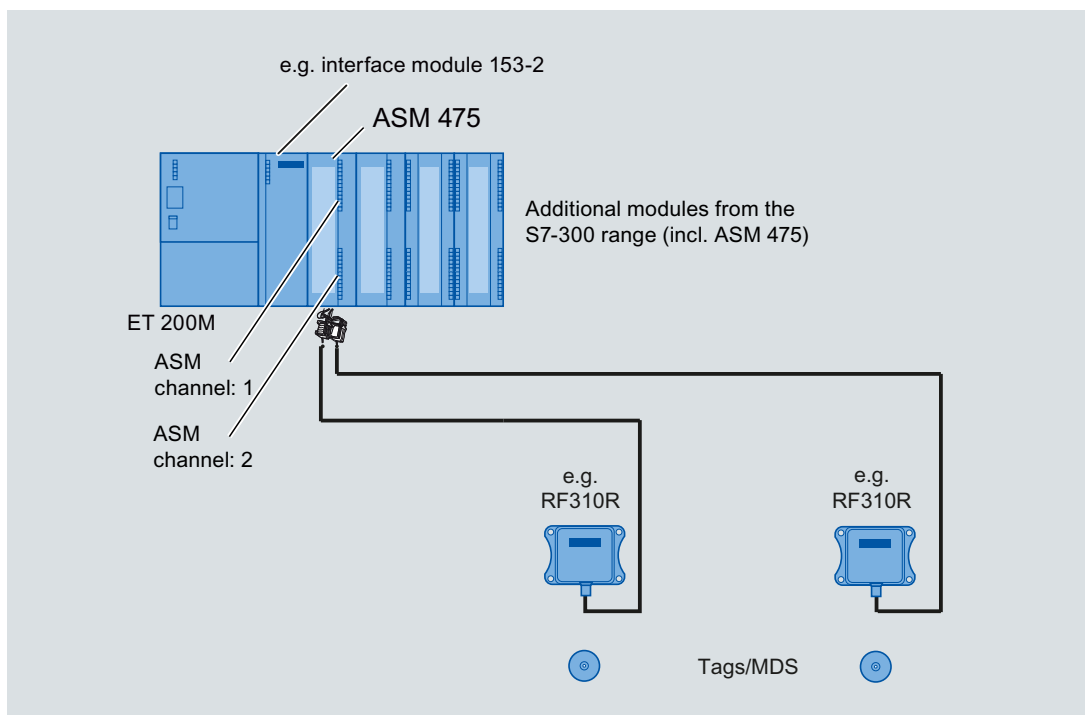 e.g. interface module 153-2
ASM 475
Additional modules from the
S7-300 range (incl. ASM 475)
ET 200M
ASM
channel: 1
ASM
channel: 2
e.g.
RF310R
e.g.
RF310R
Tags/MDS